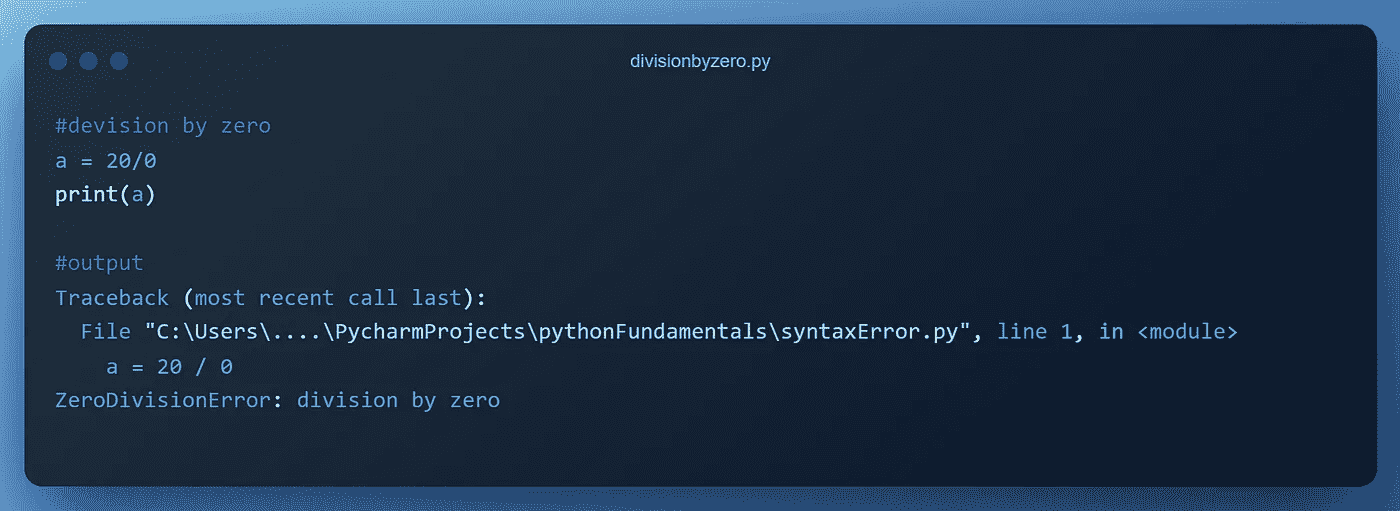 divisionbyzero.py
#devision by zero
a = 20/0
print(a)
#output
Traceback (most recent call last):
File "C:\Users\....\PycharmProjects\pythonFundamentals\syntaxError.py", line 1, in <module>
a = 20 / 0
ZeroDivisionError: division by zero